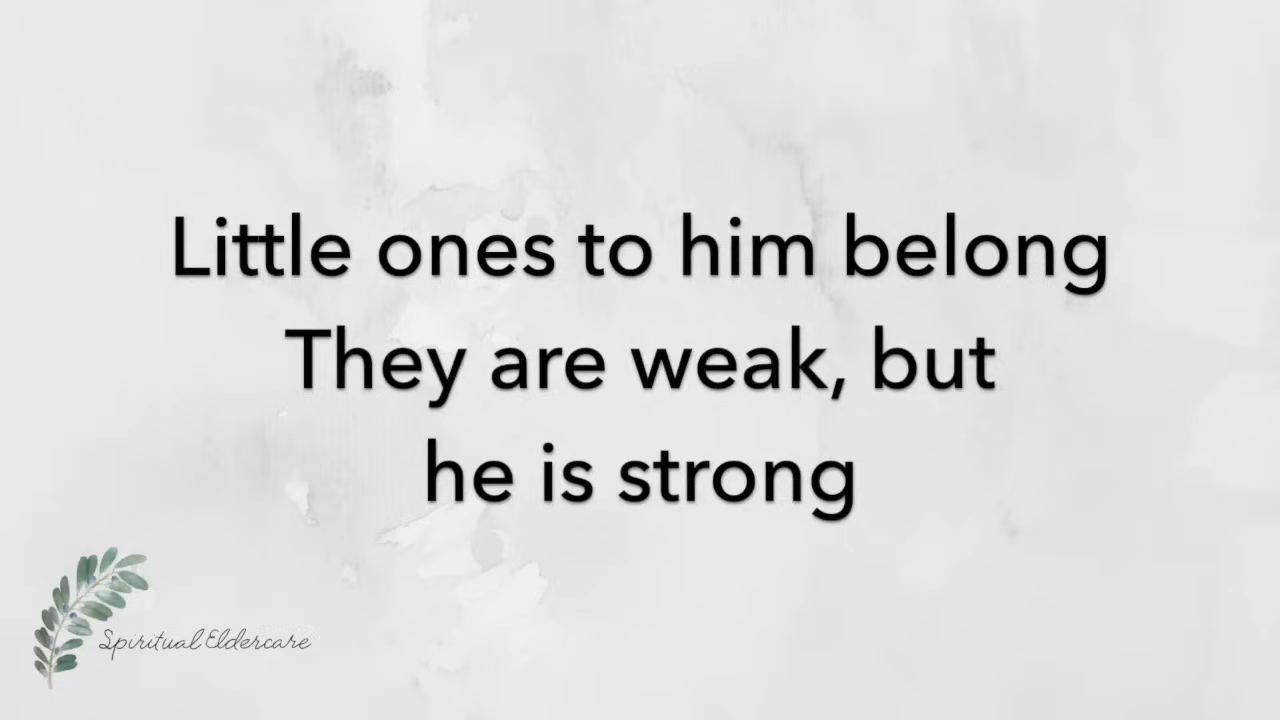 Little ones to him belong
They are weak, but
he is strong
Spiritual Eldercare